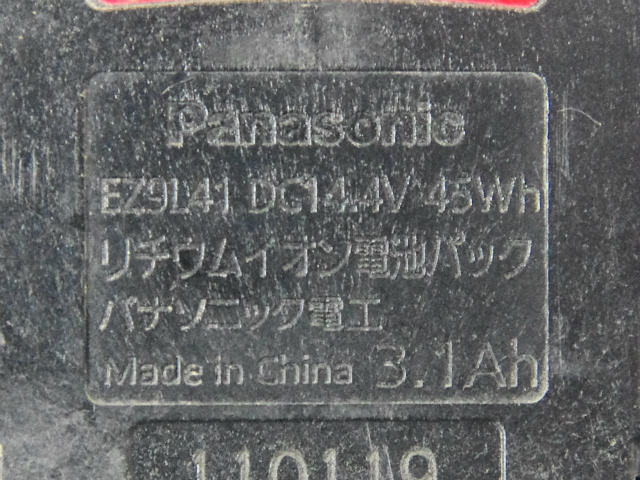 Panasonic
EZ9L41 DC14.4V 45Wh
リチウムイオン電池パック
パナソニック電工
Made in China 3.1Ah
110119